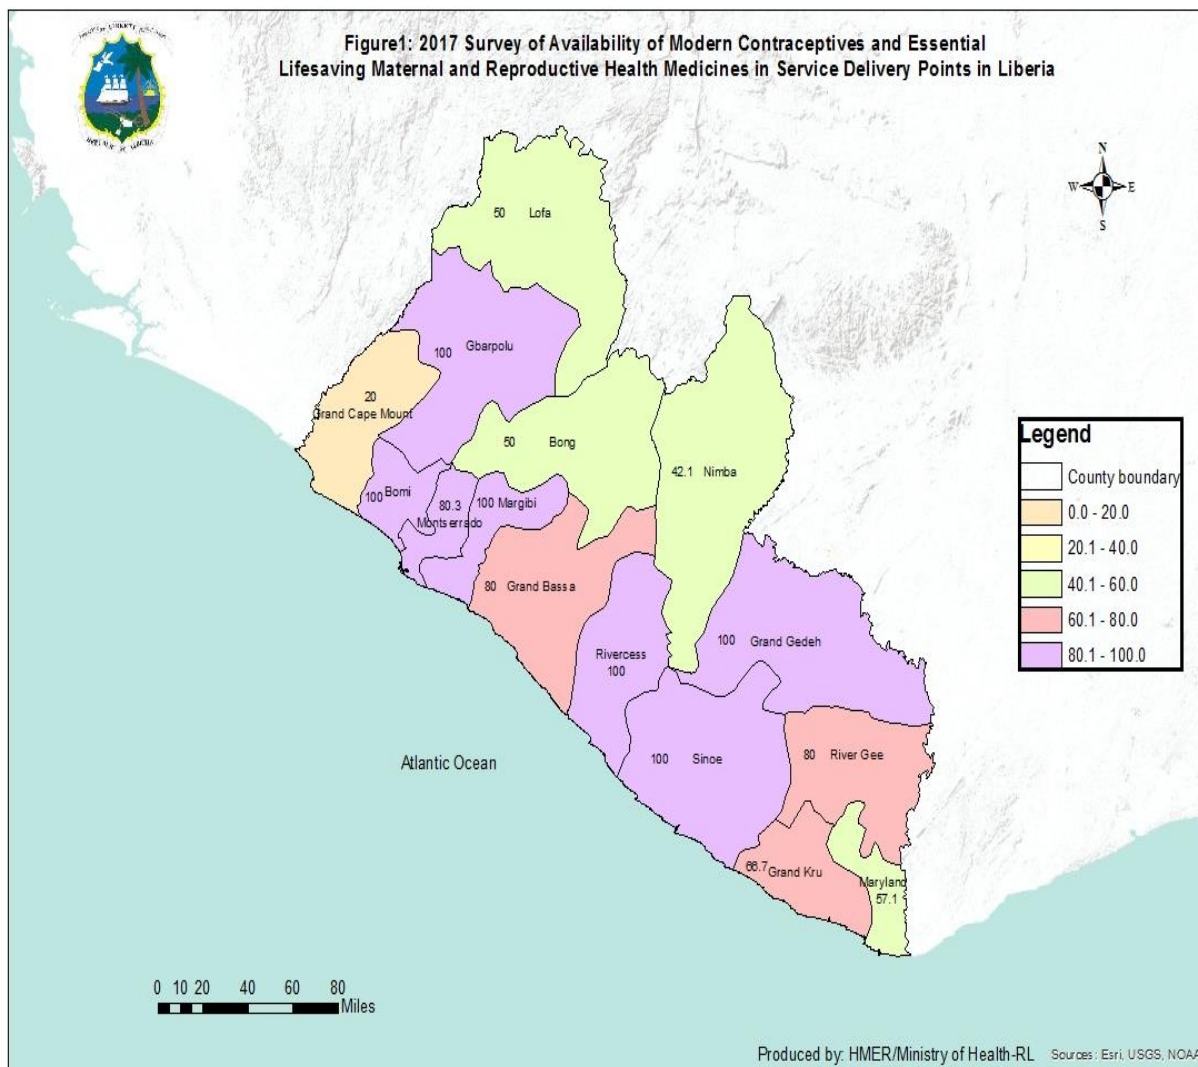 Figure1: 2017 Survey of Availability of Modern Contraceptives and Essential
Lifesaving Maternal and Reproductive Health Medicines in Service Delivery Points in Liberia
N
W E
S
50 Lofa
100 Gbarpolu
20
Grand Cape Mount
50 Bong
42.1 Nimba
100 Bomi
80.3
Montserrado
100 Margibi
80 Grand Bassa
Rivercess
100
100 Grand Gedeh
100 Sinoe
80 River Gee
66.7 Grand Kru
Maryland
57.1
Atlantic Ocean
Legend
County boundary
0.0 - 20.0
20.1 - 40.0
40.1 - 60.0
60.1 - 80.0
80.1 - 100.0
0 10 20 40 60 80
Miles
Produced by: HMER/Ministry of Health-RL
Sources: Esri, USGS, NOAA